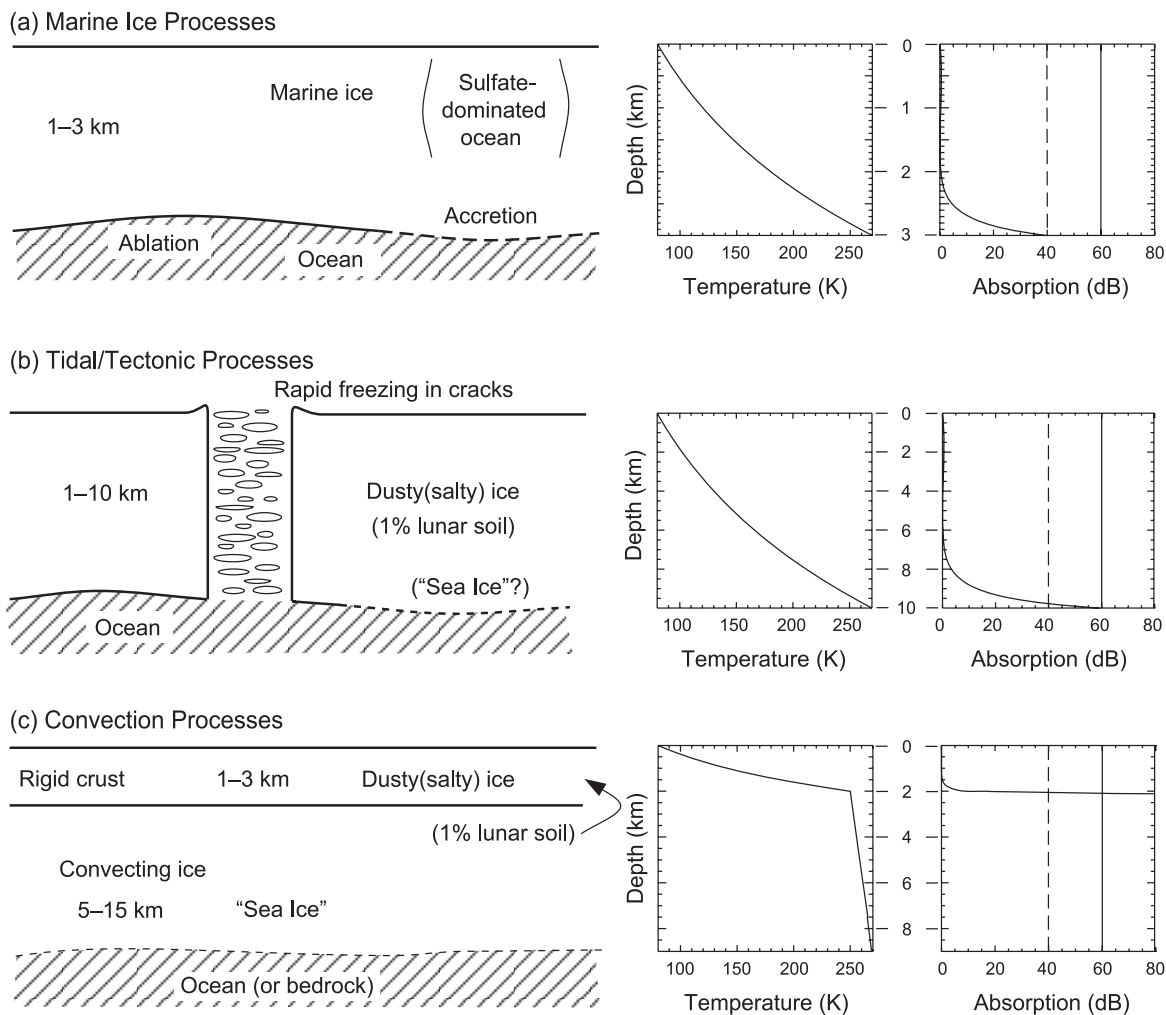 (a) Marine Ice Processes
1–3 km
Marine ice
Sulfate-
dominated
ocean
Accretion
Ablation
Ocean
Depth (km)
100 150 200 250
Temperature (K)
0
1
2
3
0 20 40 60 80
Absorption (dB)
(b) Tidal/Tectonic Processes
Rapid freezing in cracks
1–10 km
Dusty(salty) ice
(1% lunar soil)
("Sea Ice"?)
Ocean
Depth (km)
100 150 200 250
Temperature (K)
0
2
4
6
8
10
0 20 40 60 80
Absorption (dB)
(c) Convection Processes
Rigid crust 1–3 km Dusty(salty) ice
(1% lunar soil)
Convecting ice
5–15 km "Sea Ice"
Ocean (or bedrock)
Depth (km)
100 150 200 250
Temperature (K)
0
2
4
6
8
0 20 40 60 80
Absorption (dB)